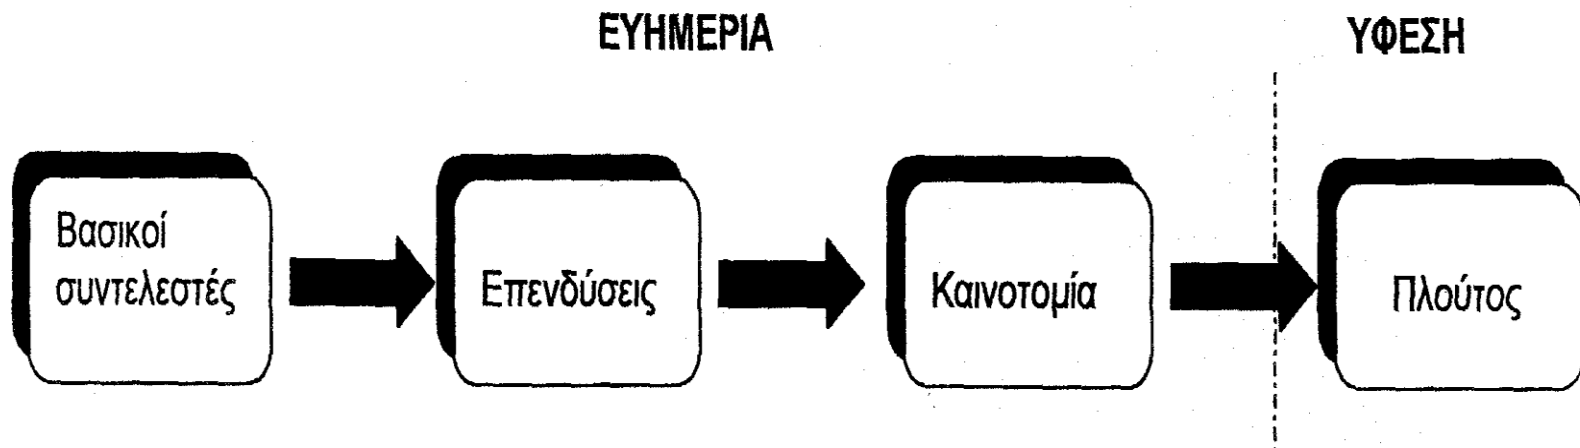 ΕΥΗΜΕΡΙΑ
ΥΦΕΣΗ
Βασικοί
συντελεστές
Επενδύσεις
Καινοτομία
Πλούτος